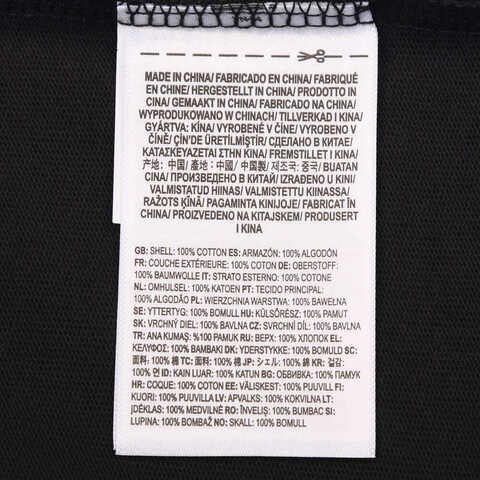 MADE IN CHINA/ FABRICADO EN CHINA/ FABRIQUÉ
EN CHINE/ HERGESTELLT IN CHINA/ PRODOTTO IN
CINA/ GEMAAKT IN CHINA/ FABRICADO NA CHINA/
WYPRODUKOWANO W CHINACH/ TILLVERKAD I KINA/
GYÁRTVA: KÍNA/ VYROBENÉ V ČÍNE/ VYROBENO V
ČÍNĚ/ ÇİN'DE ÜRETİLMİŞTİR/ СДЕЛАНО В КИТАЕ/
ΚΑΤΑΣΚΕΥΑΖΕΤΑΙ ΣΤΗΝ ΚΙΝΑ/ FREMSTILLET I KINA/
产地: 中国/ 產地: 中國/ 中国製/ 제조국: 중국/ BUATAN
CINA/ ПРОИЗВЕДЕНО В КИТАЙ/ IZRAĐENO U KINI/
VALMISTATUD HIINAS/ VALMISTETTU KIINASSA/
RAŽOTS ĶĪNĀ/ PAGAMINTA KINIJOJE/ FABRICAT ÎN
CHINA/ PROIZVEDENO NA KITAJSKEM/ PRODUSERT
I KINA
GB: SHELL: 100% COTTON ES: ARMAZÓN: 100% ALGODÓN
FR: COUCHE EXTÉRIEURE: 100% COTON DE: OBERSTOFF:
100% BAUMWOLLE IT: STRATO ESTERNO: 100% COTONE
NL: OMHULSEL: 100% KATOEN PT: TECIDO PRINCIPAL:
100% ALGODÃO PL: WIERZCHNIA WARSTWA: 100% BAWEŁNA
SE: YTTERTYG: 100% BOMULL HU: KÜLSŐRÉSZ: 100% PAMUT
SK: VRCHNÝ DIEL: 100% BAVLNA CZ: SVRCHNÍ DÍL: 100% BAVLNA
TR: ANA KUMAŞ: %100 PAMUK RU: ВЕРХ: 100% ХЛОПОК EL:
ΚΕΛΥΦΟΣ: 100% ΒΑΜΒΑΚΙ DK: YDERSTYKKE: 100% BOMULD SC:
面料: 100% 棉 TC: 面料: 100% 棉 JP: シェル: 100% 綿 KR: 겉감:
100% 면 ID: KAIN LUAR: 100% KATUN BG: ОБВИВКА: 100% ПАМУК
HR: COQUE: 100% COTON EE: VÄLISKEST: 100% PUUVILL FI:
KUORI: 100% PUUVILLA LV: APVALKS: 100% KOKVILNA LT:
ĮDĖKLAS: 100% MEDVILNĖ RO: ÎNVELIȘ: 100% BUMBAC SI:
LUPINA: 100% BOMBAŽ NO: SKALL: 100% BOMULL